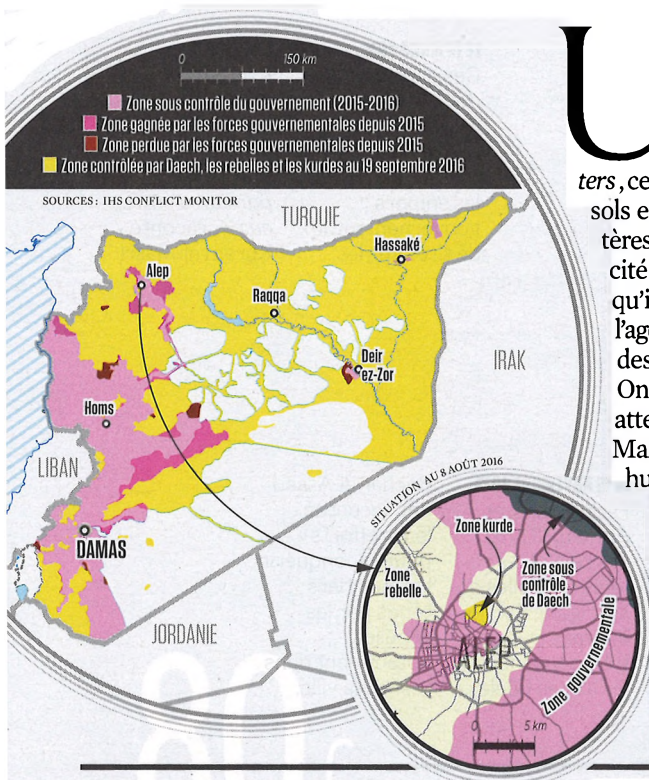 0 150 km
Zone sous contrôle du gouvernement (2015-2016)
Zone gagnée par les forces gouvernementales depuis 2015
Zone perdue par les forces gouvernementales depuis 2015
Zone contrôlée par Daech, les rebelles et les kurdes au 19 septembre 2016
SOURCES : IHS CONFLICT MONITOR
TURQUIE
Hassaké
Alep
Raqqa
Deir
ez-Zor
IRAK
Homs
LIBAN
DAMAS
JORDANIE
SITUATION AU 8 AOÛT 2016
Zone kurde
Zone
rebelle
Zone sous
contrôle
de Daech
ALEP
Zone gouvernementale
0 5 km
U
ters, ce
sols e
tères
cité
qu'i
l'age
des
On
atte
Ma
hu